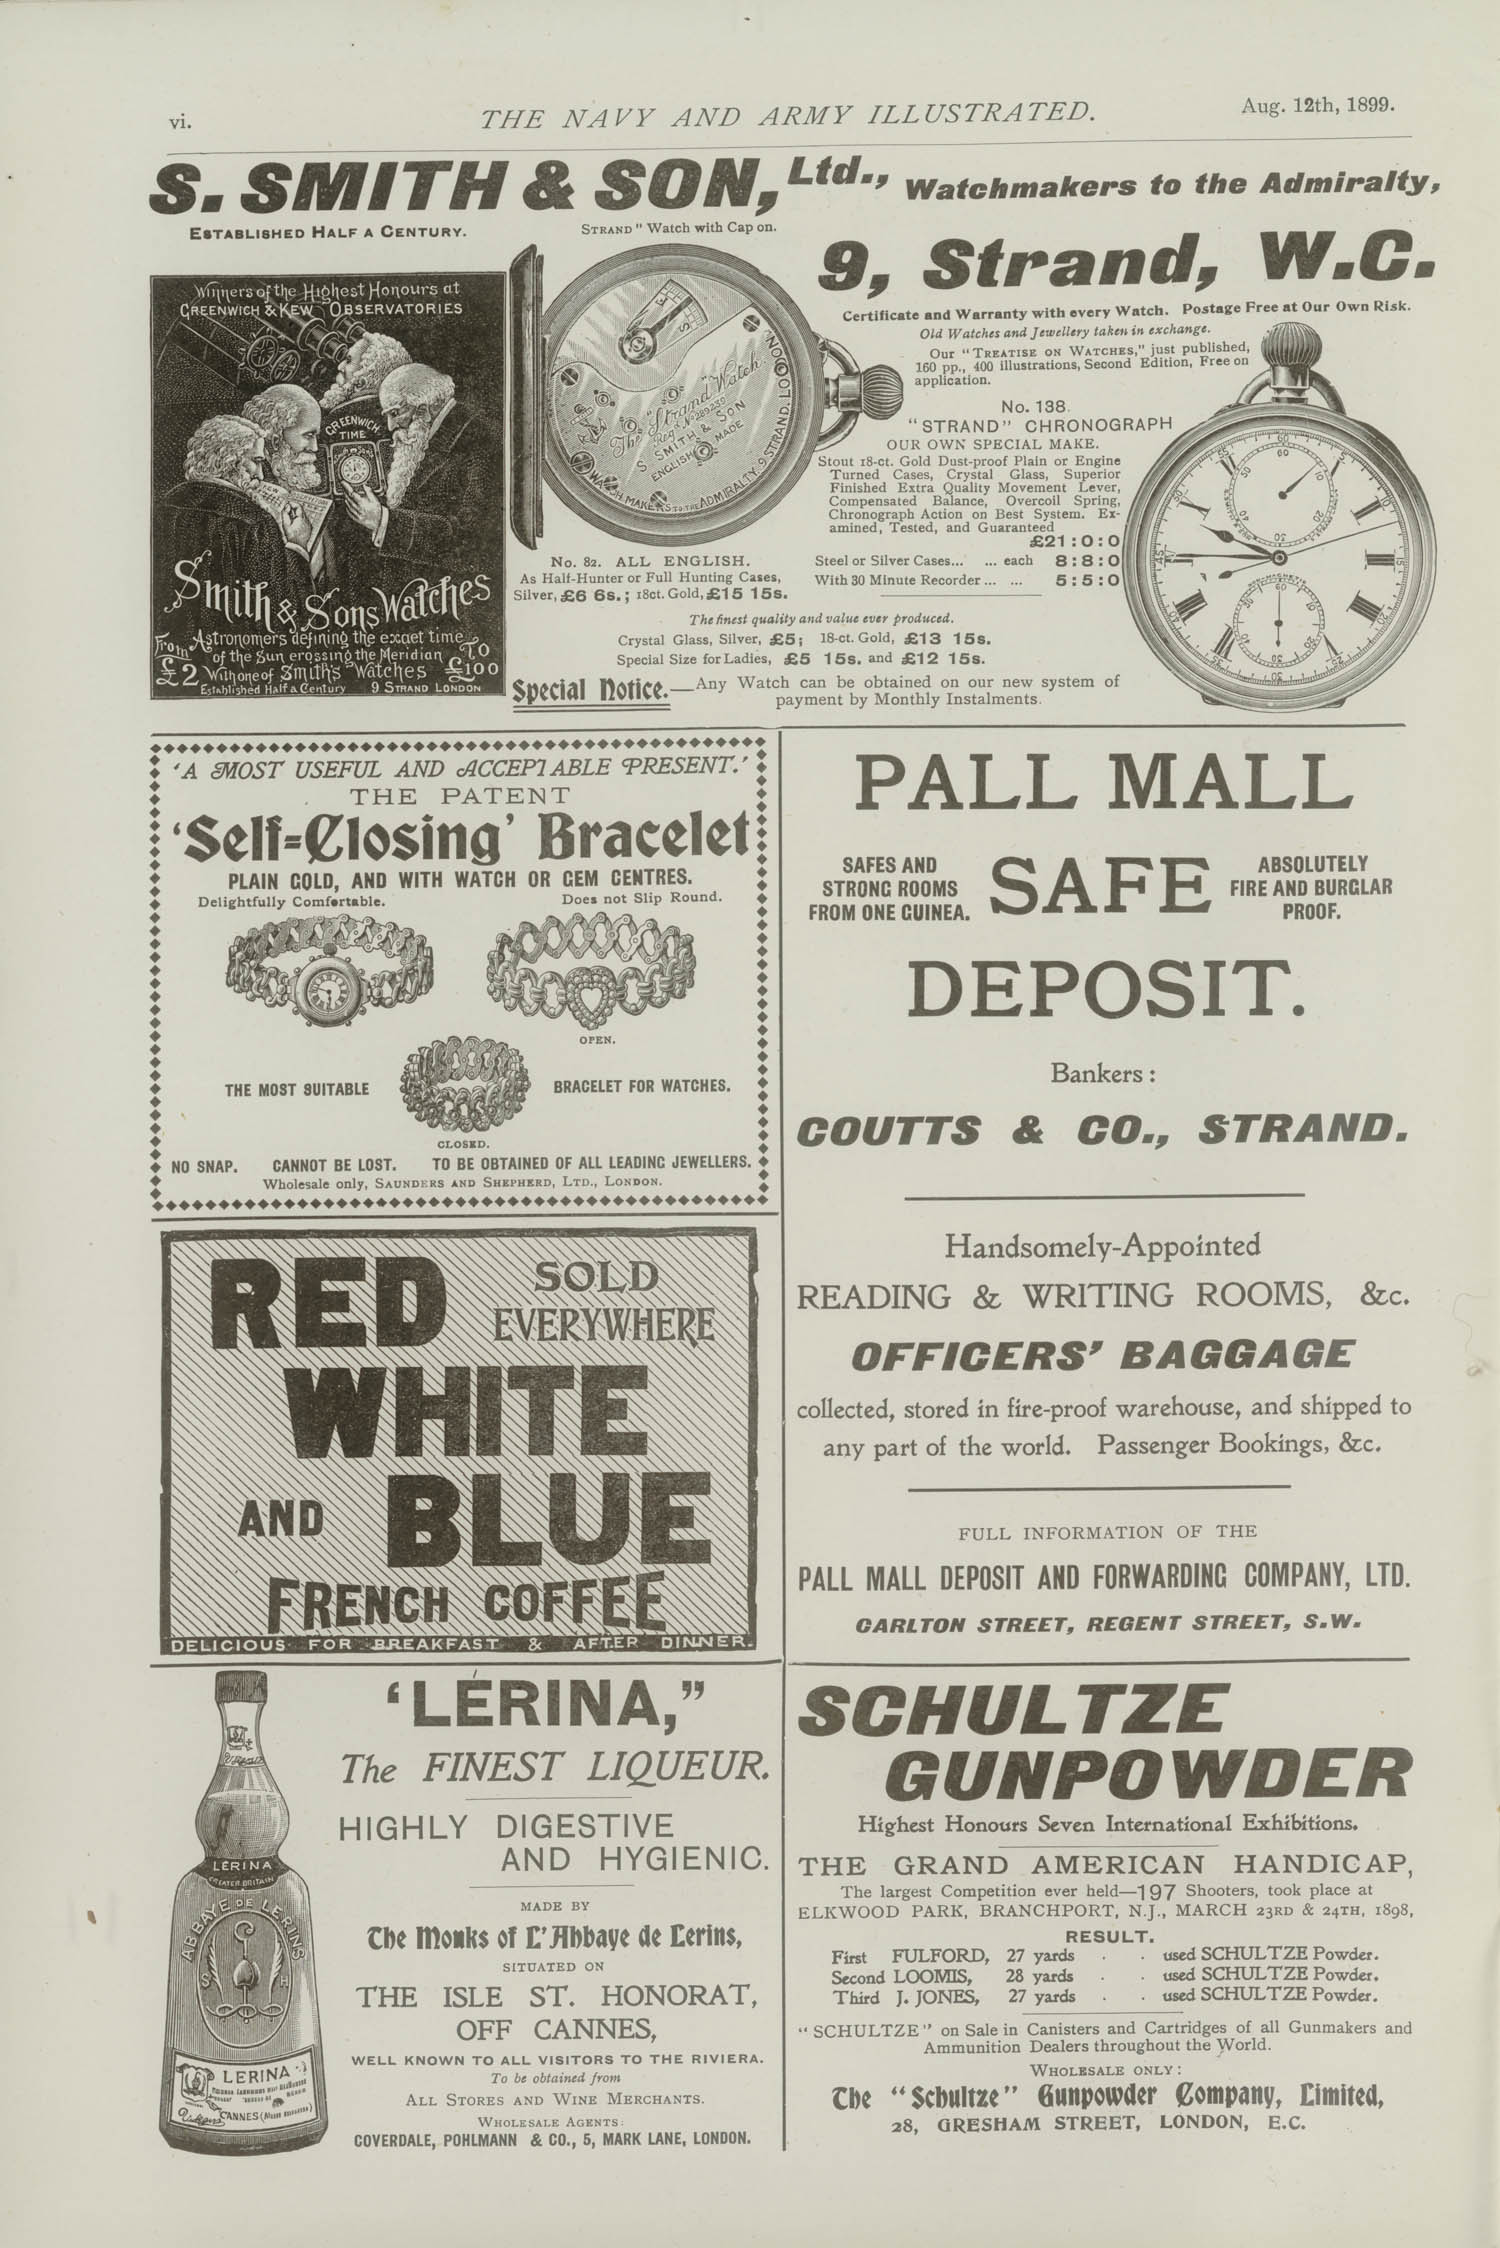 vi.
THE NAVY AND ARMY ILLUSTRATED.
Aug. 12th, 1899.
S. SMITH & SON, Ltd., Watchmakers to the Admiralty,
ESTABLISHED HALF A CENTURY.
STRAND" Watch with Cap on.
9, Strand, W.C.
Winners of the Highest Honours at
GREENWICH & KEW OBSERVATORIES
GREENWICH
TIME
Smith & Sons Watches
From £2
Astronomers defining the exact time
of the Sun crossing the Meridian
With one of Smith's Watches
TO £100
Established Half a Century 9 STRAND LONDON
The "Strand" Watch
Regd. No 289239
S. SMITH & SON
ENGLISH MADE
WATCHMAKERS TO THE ADMIRALTY. 9 STRAND. LONDON
No. 82. ALL ENGLISH.
As Half-Hunter or Full Hunting Cases,
Silver, £6 6s.; 18ct. Gold, £15 15s.
Certificate and Warranty with every Watch. Postage Free at Our Own Risk.
Old Watches and Jewellery taken in exchange.
Our "TREATISE ON WATCHES," just published,
160 pp., 400 illustrations, Second Edition, Free on
application.
No. 138.
"STRAND" CHRONOGRAPH
OUR OWN SPECIAL MAKE.
Stout 18-ct. Gold Dust-proof Plain or Engine
Turned Cases, Crystal Glass, Superior
Finished Extra Quality Movement Lever,
Compensated Balance, Overcoil Spring,
Chronograph Action on Best System. Ex-
amined, Tested, and Guaranteed
£21:0:0
Steel or Silver Cases... ... each 8:8:0
With 30 Minute Recorder ... ... 5:5:0
The finest quality and value ever produced.
Crystal Glass, Silver, £5; 18-ct. Gold, £13 15s.
Special Size for Ladies, £5 15s. and £12 15s.
Special Notice.—Any Watch can be obtained on our new system of
payment by Monthly Instalments.
'A MOST USEFUL AND ACCEPTABLE PRESENT.'
THE PATENT
'Self=Closing' Bracelet
PLAIN GOLD, AND WITH WATCH OR GEM CENTRES.
Delightfully Comfortable.
Does not Slip Round.
OPEN.
THE MOST SUITABLE
BRACELET FOR WATCHES.
CLOSED.
NO SNAP. CANNOT BE LOST. TO BE OBTAINED OF ALL LEADING JEWELLERS.
Wholesale only, SAUNDERS AND SHEPHERD, LTD., LONDON.
RED
SOLD
EVERYWHERE
WHITE
AND BLUE
FRENCH COFFEE
DELICIOUS FOR BREAKFAST & AFTER DINNER.
LÉRINA
GREATER BRITAIN
ABBAYE DE LERINS
S H
LERINA
CANNES
'LÉRINA,"
The FINEST LIQUEUR.
HIGHLY DIGESTIVE
AND HYGIENIC.
MADE BY
The Monks of L'Abbaye de Lerins,
SITUATED ON
THE ISLE ST. HONORAT,
OFF CANNES,
WELL KNOWN TO ALL VISITORS TO THE RIVIERA.
To be obtained from
ALL STORES AND WINE MERCHANTS.
WHOLESALE AGENTS:
COVERDALE, POHLMANN & CO., 5, MARK LANE, LONDON.
PALL MALL
SAFES AND
STRONG ROOMS
FROM ONE GUINEA.
SAFE
ABSOLUTELY
FIRE AND BURGLAR
PROOF.
DEPOSIT.
Bankers:
COUTTS & CO., STRAND.
Handsomely-Appointed
READING & WRITING ROOMS, &c.
OFFICERS' BAGGAGE
collected, stored in fire-proof warehouse, and shipped to
any part of the world. Passenger Bookings, &c.
FULL INFORMATION OF THE
PALL MALL DEPOSIT AND FORWARDING COMPANY, LTD.
CARLTON STREET, REGENT STREET, S.W.
SCHULTZE
GUNPOWDER
Highest Honours Seven International Exhibitions.
THE GRAND AMERICAN HANDICAP,
The largest Competition ever held—197 Shooters, took place at
ELKWOOD PARK, BRANCHPORT, N.J., MARCH 23RD & 24TH, 1898,
RESULT.
First FULFORD, 27 yards . . used SCHULTZE Powder.
Second LOOMIS, 28 yards . . used SCHULTZE Powder.
Third J. JONES, 27 yards . . used SCHULTZE Powder.
"SCHULTZE" on Sale in Canisters and Cartridges of all Gunmakers and
Ammunition Dealers throughout the World.
WHOLESALE ONLY:
The "Schultze" Gunpowder Company, Limited,
28, GRESHAM STREET, LONDON, E.C.